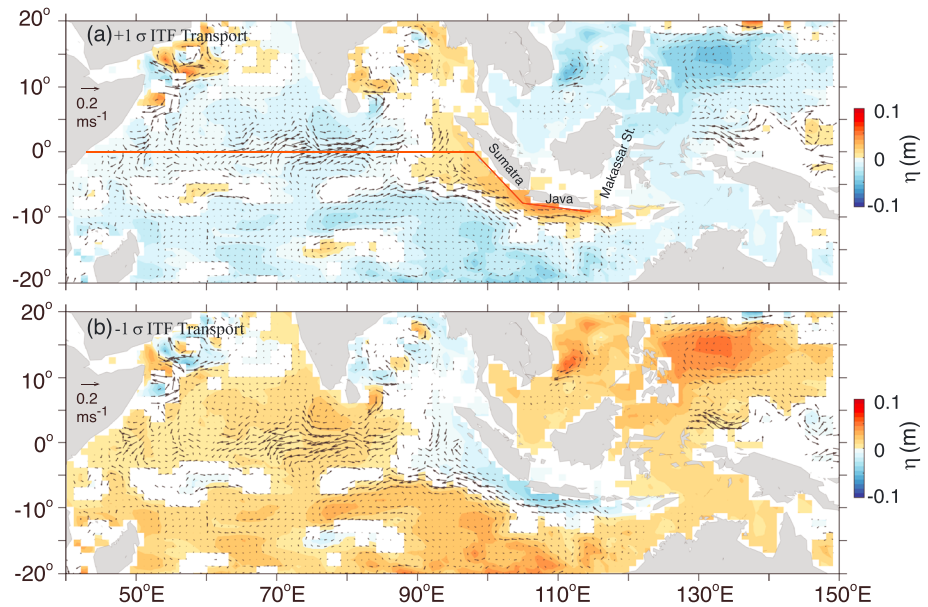 20°
(a) +1 σ ITF Transport
10°
0.2
ms⁻¹
0°
-10°
-20°
Sumatra
Java
Makassar St.
0.1
0
-0.1
η (m)
20°
(b) -1 σ ITF Transport
10°
0.2
ms⁻¹
0°
-10°
-20°
0.1
0
-0.1
η (m)
50°E 70°E 90°E 110°E 130°E 150°E